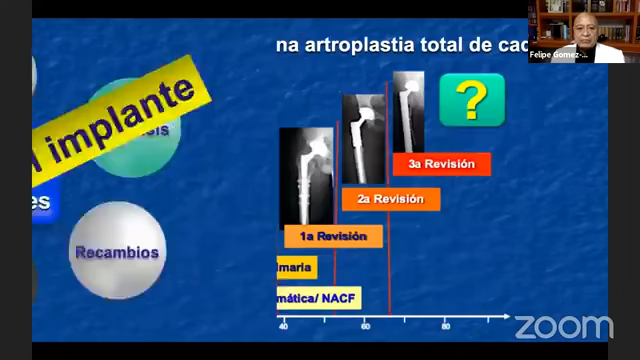 na artroplastia total de cad
Felipe Gomez-...
l implante
sis
es
Recambios
?
3a Revisión
2a Revisión
1a Revisión
imaria
mática/ NACF
40
60
80
zoom